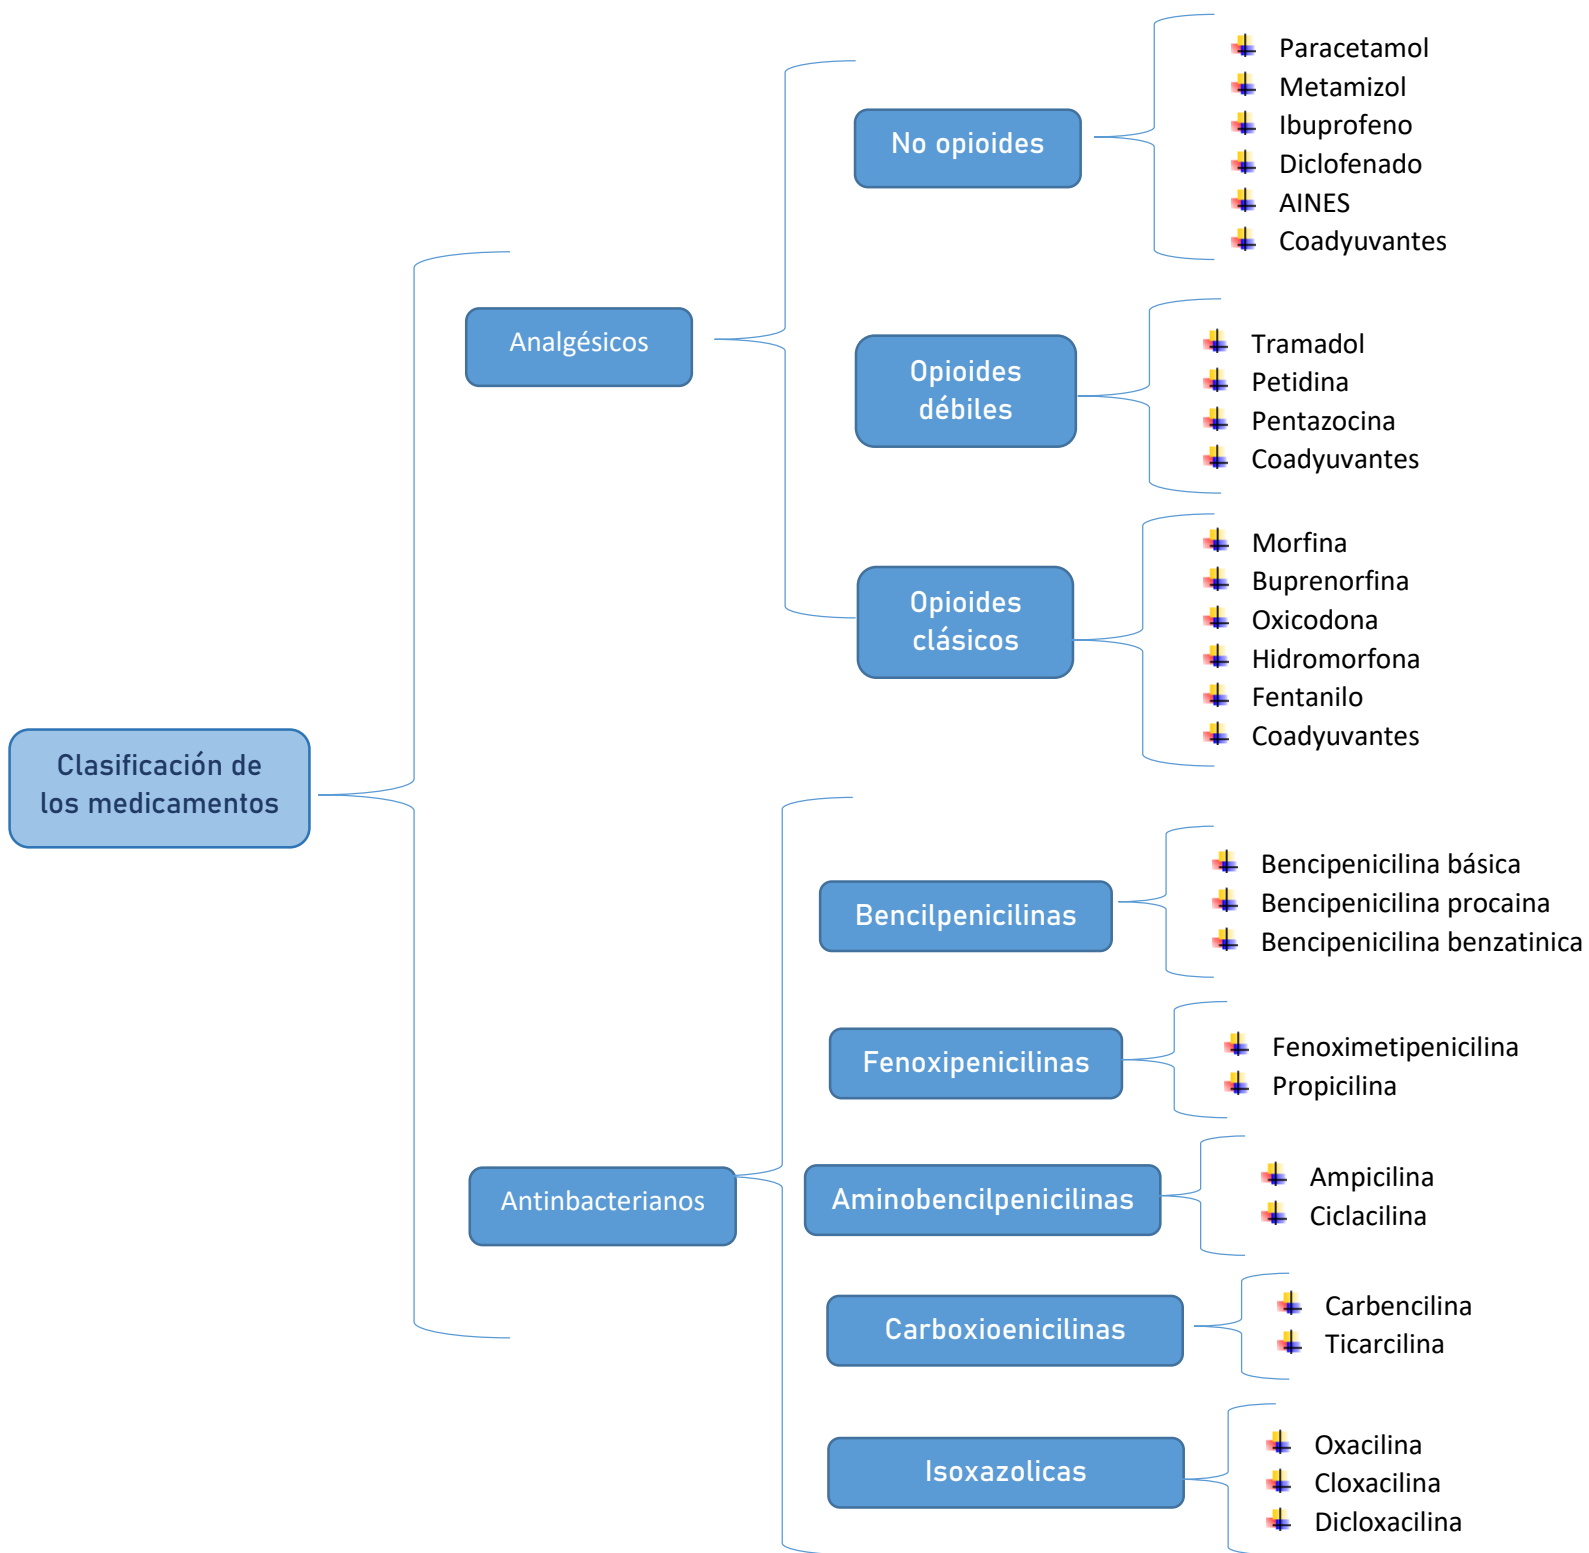 Clasificación de
los medicamentos
Analgésicos
No opioides
Paracetamol
Metamizol
Ibuprofeno
Diclofenado
AINES
Coadyuvantes
Opioides
débiles
Tramadol
Petidina
Pentazocina
Coadyuvantes
Opioides
clásicos
Morfina
Buprenorfina
Oxicodona
Hidromorfona
Fentanilo
Coadyuvantes
Antinbacterianos
Bencilpenicilinas
Bencipenicilina básica
Bencipenicilina procaina
Bencipenicilina benzatinica
Fenoxipenicilinas
Fenoximetipenicilina
Propicilina
Aminobencilpenicilinas
Ampicilina
Ciclacilina
Carboxioenicilinas
Carbencilina
Ticarcilina
Isoxazolicas
Oxacilina
Cloxacilina
Dicloxacilina